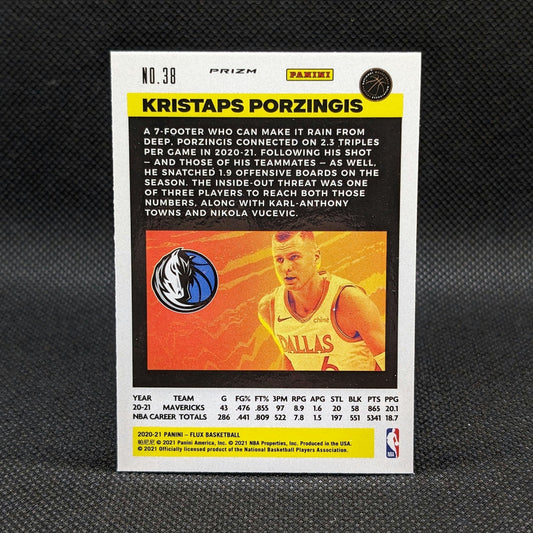 NO. 38 PRIZM PANINI
KRISTAPS PORZINGIS
A 7-FOOTER WHO CAN MAKE IT RAIN FROM
DEEP, PORZINGIS CONNECTED ON 2.3 TRIPLES
PER GAME IN 2020-21. FOLLOWING HIS SHOT
— AND THOSE OF HIS TEAMMATES — AS WELL,
HE SNATCHED 1.9 OFFENSIVE BOARDS ON THE
SEASON. THE INSIDE-OUT THREAT WAS ONE
OF THREE PLAYERS TO REACH BOTH THOSE
NUMBERS, ALONG WITH KARL-ANTHONY
TOWNS AND NIKOLA VUCEVIC.
chime
DALLAS
6
YEAR TEAM G FG% FT% 3PM RPG APG STL BLK PTS PPG
20-21 MAVERICKS 43 .476 .855 97 8.9 1.6 20 58 865 20.1
NBA CAREER TOTALS 286 .441 .809 522 7.8 1.5 197 551 5341 18.7
2020-21 PANINI – FLUX BASKETBALL
帕尼尼 © 2021 Panini America, Inc. © 2021 NBA Properties, Inc. Produced in the USA.
© 2021 Officially licensed product of the National Basketball Players Association.
NBA